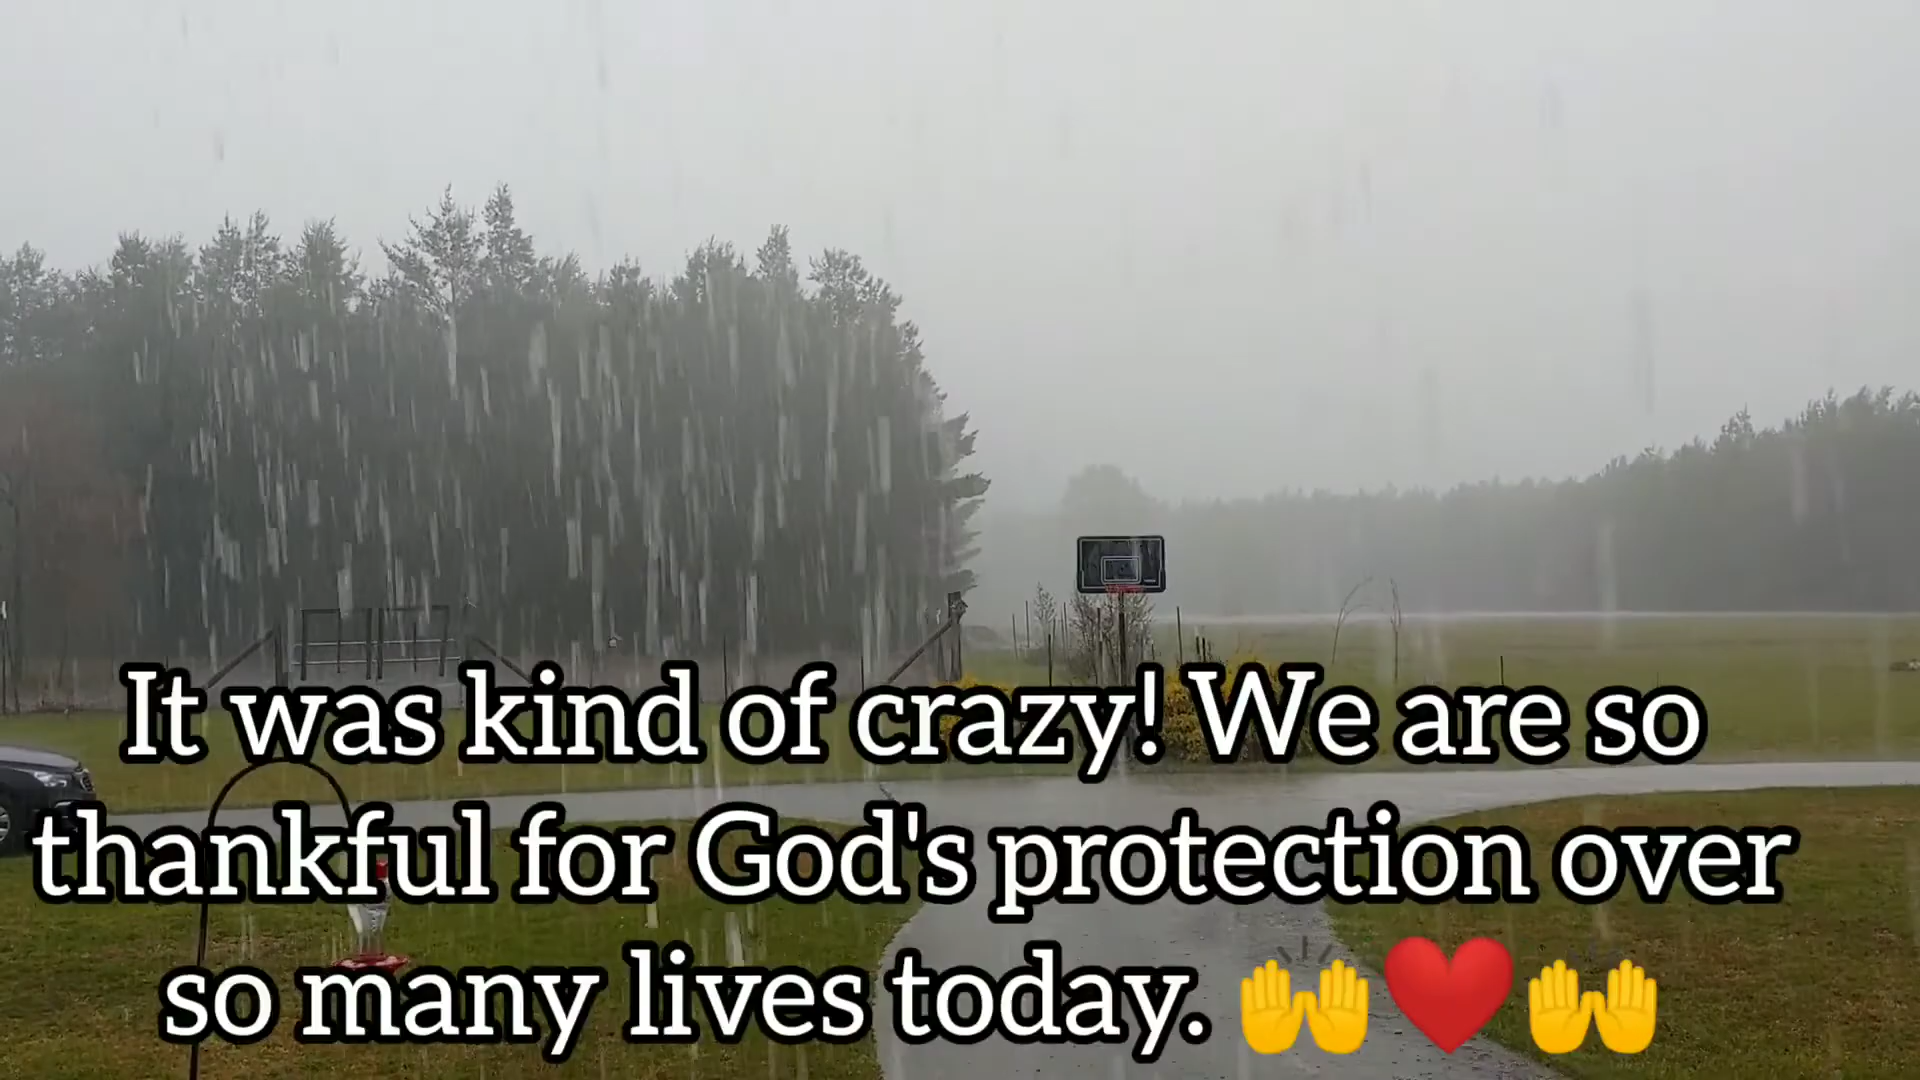 It was kind of crazy! We are so
thankful for God's protection over
so many lives today. 🙌❤️🙌